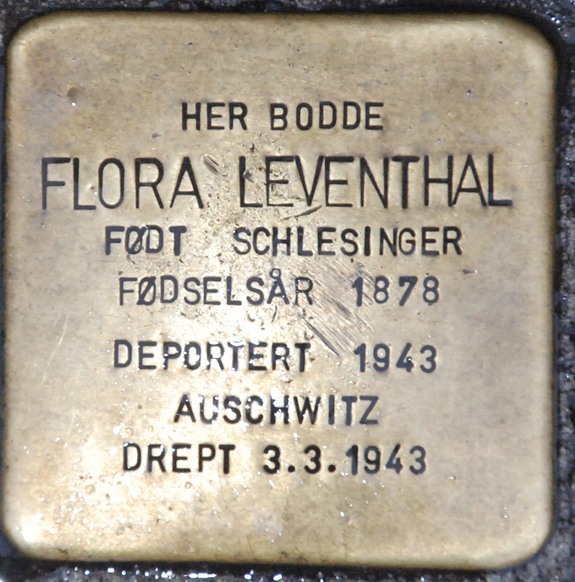 HER BODDE
FLORA LEVENTHAL
FØDT SCHLESINGER
FØDSELSÅR 1878
DEPORTERT 1943
AUSCHWITZ
DREPT 3.3.1943